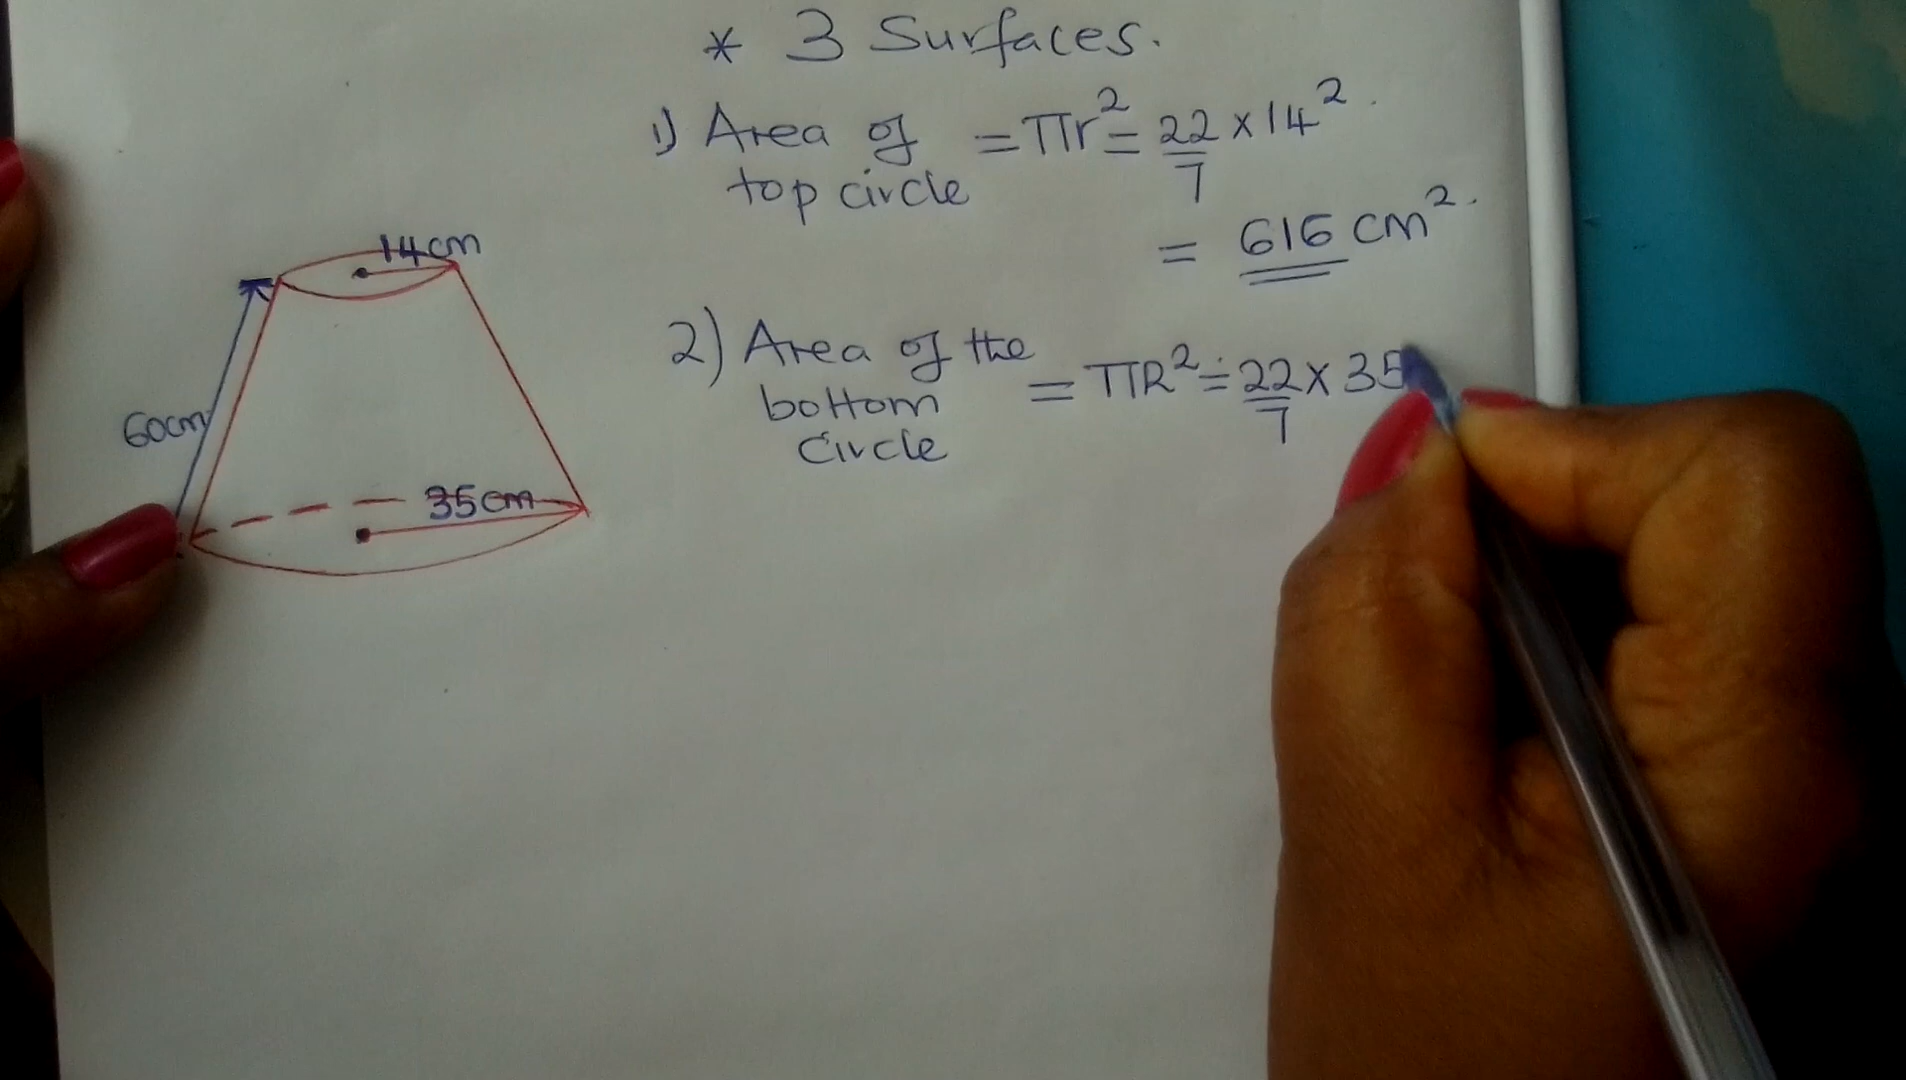 * 3 Surfaces.
1) Area of top circle = πr² = 22/7 x 14².
= 616 cm².
2) Area of the bottom circle = πR² = 22/7 x 35
14cm
60cm
35cm